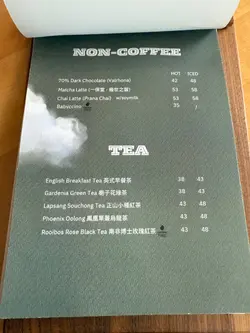 NON-COFFEE
HOT ICED
70% Dark Chocolate (Valrhona) 43 48
Matcha Latte 53 58
Chai Latte (Prana Chai) w/soymilk 53 58
Babyccino 35 /
TEA
English Breakfast Tea 英式早餐茶 38 43
Gardenia Green Tea 梔子花綠茶 38 43
Lapsang Souchong Tea 正山小種紅茶 43 48
Phoenix Oolong 鳳凰單叢烏龍茶 43 48
Rooibos Rose Black Tea 南非博士玫瑰紅茶 43 48